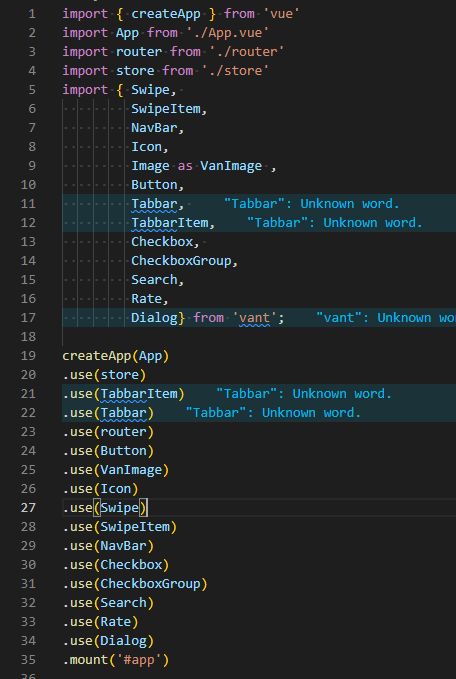 1 import { createApp } from 'vue'
2 import App from './App.vue'
3 import router from './router'
4 import store from './store'
5 import { Swipe,
6 SwipeItem,
7 NavBar,
8 Icon,
9 Image as VanImage ,
10 Button,
11 Tabbar, "Tabbar": Unknown word.
12 TabbarItem, "Tabbar": Unknown word.
13 Checkbox,
14 CheckboxGroup,
15 Search,
16 Rate,
17 Dialog} from 'vant'; "vant": Unknown wo
18
19 createApp(App)
20 .use(store)
21 .use(TabbarItem) "Tabbar": Unknown word.
22 .use(Tabbar) "Tabbar": Unknown word.
23 .use(router)
24 .use(Button)
25 .use(VanImage)
26 .use(Icon)
27 .use(Swipe)
28 .use(SwipeItem)
29 .use(NavBar)
30 .use(Checkbox)
31 .use(CheckboxGroup)
32 .use(Search)
33 .use(Rate)
34 .use(Dialog)
35 .mount('#app')
36